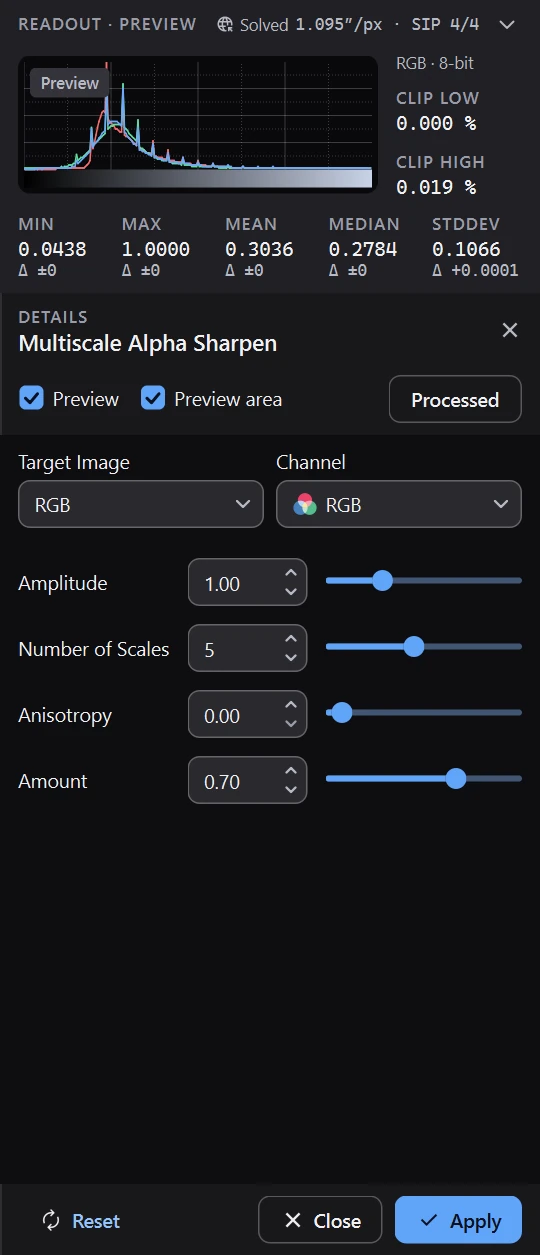 READOUT · PREVIEW Solved 1.095″/px · SIP 4/4
Preview
RGB · 8-bit
CLIP LOW
0.000 %
CLIP HIGH
0.019 %
MIN MAX MEAN MEDIAN STDDEV
0.0438 1.0000 0.3036 0.2784 0.1066
Δ ±0 Δ ±0 Δ ±0 Δ ±0 Δ +0.0001
DETAILS
Multiscale Alpha Sharpen
Preview Preview area Processed
Target Image Channel
RGB RGB
Amplitude 1.00
Number of Scales 5
Anisotropy 0.00
Amount 0.70
Reset Close Apply